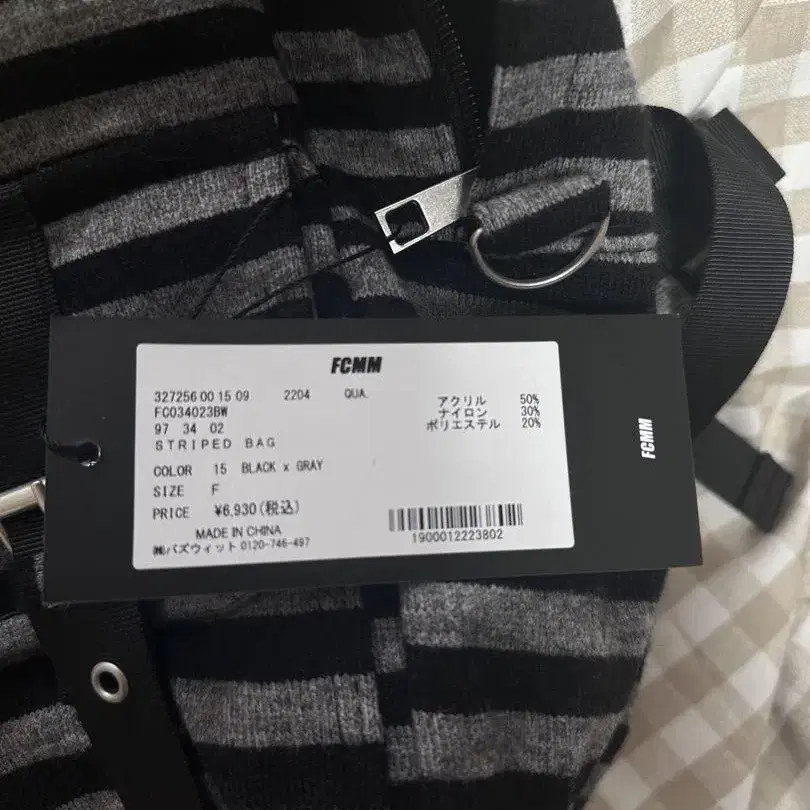 FCMM
327256 00 15 09 2204 QUA.
FC034023BW
97 34 02
STRIPED BAG
アクリル 50%
ナイロン 30%
ポリエステル 20%
COLOR 15 BLACK x GRAY
SIZE F
PRICE ¥6,930(税込)
MADE IN CHINA
㈱バズウィット 0120-746-497
1900012223802
FCMM